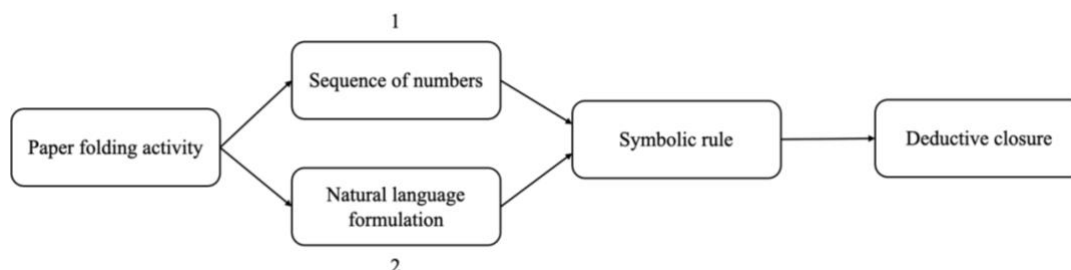 1
Sequence of numbers
Paper folding activity
Symbolic rule
Deductive closure
Natural language
formulation
2